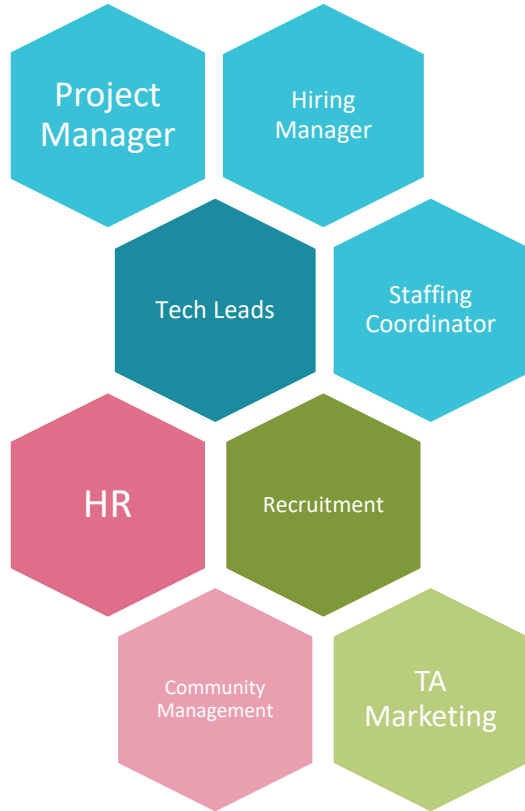 Project
Manager
Hiring
Manager
Tech Leads
Staffing
Coordinator
HR
Recruitment
Community
Management
TA
Marketing